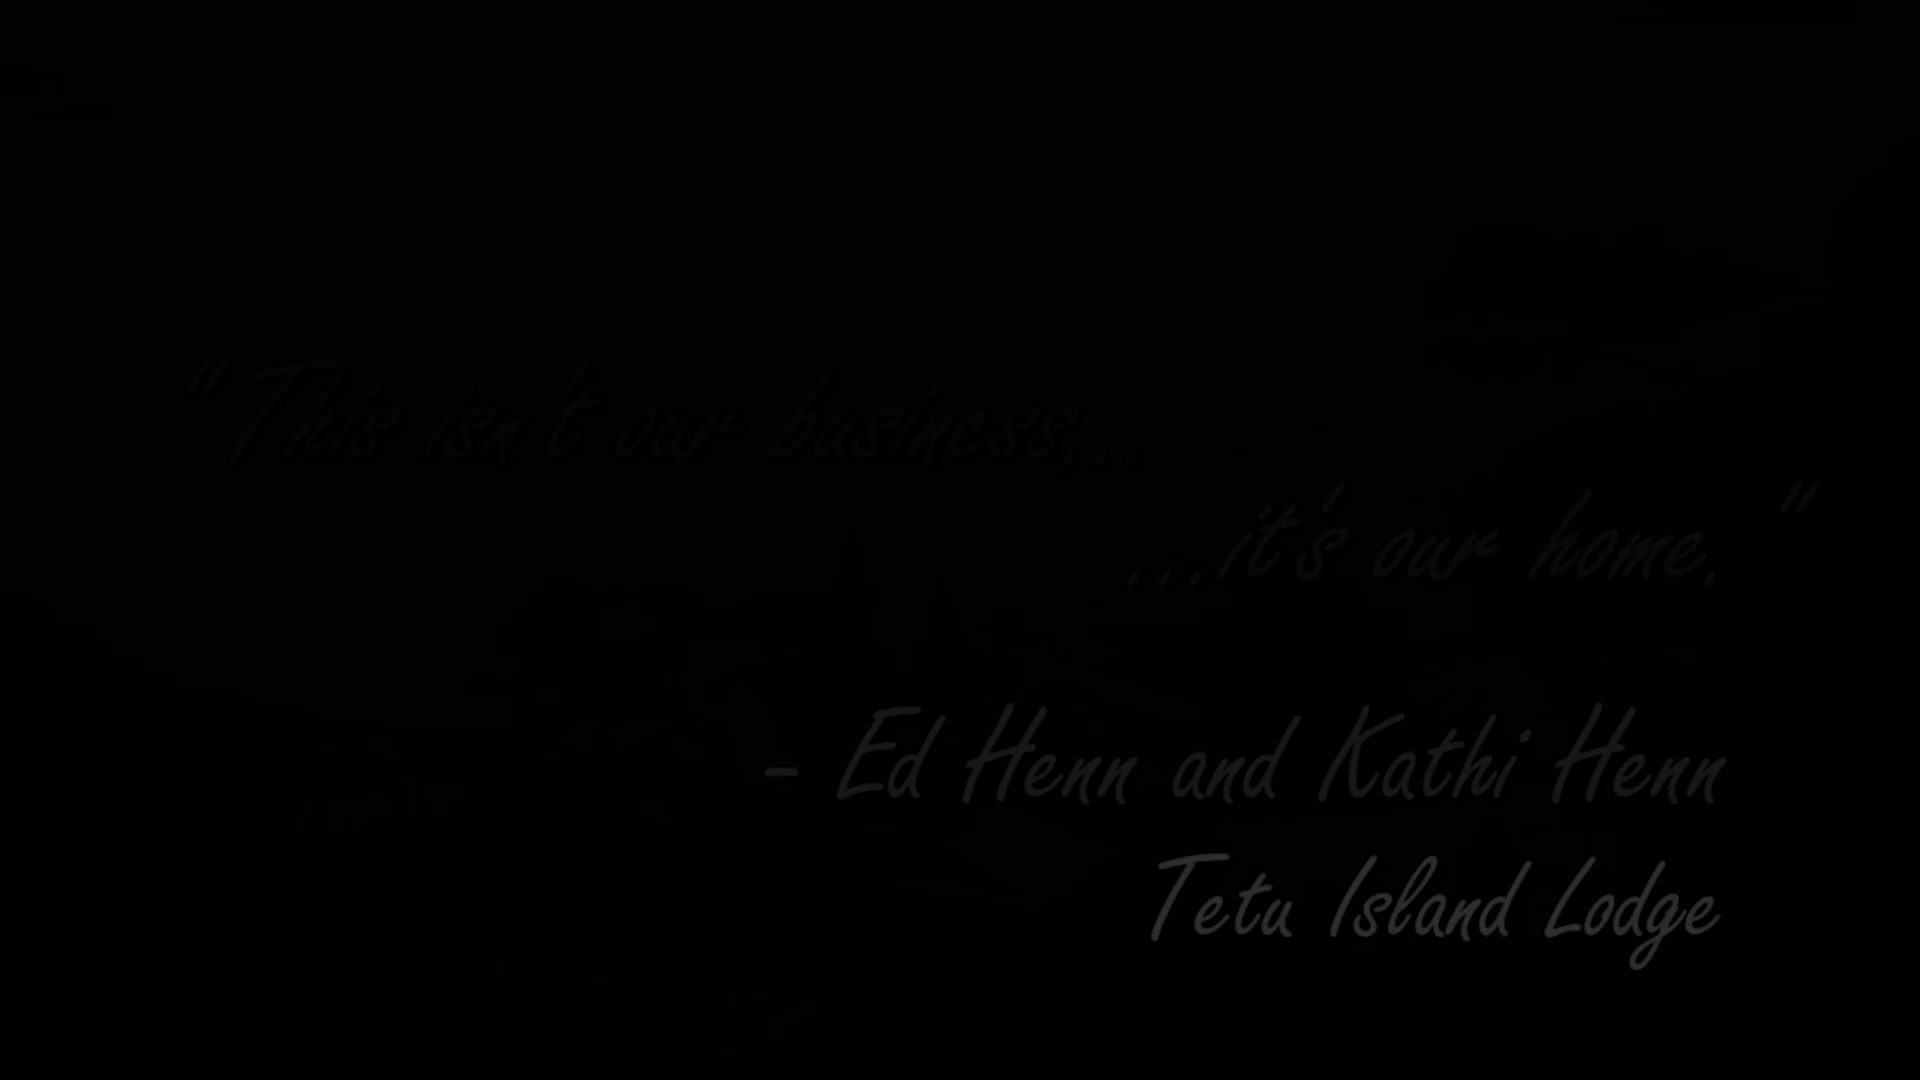 "This isn't our business...
...it's our home."
- Ed Henn and Kathi Henn
Tetu Island Lodge